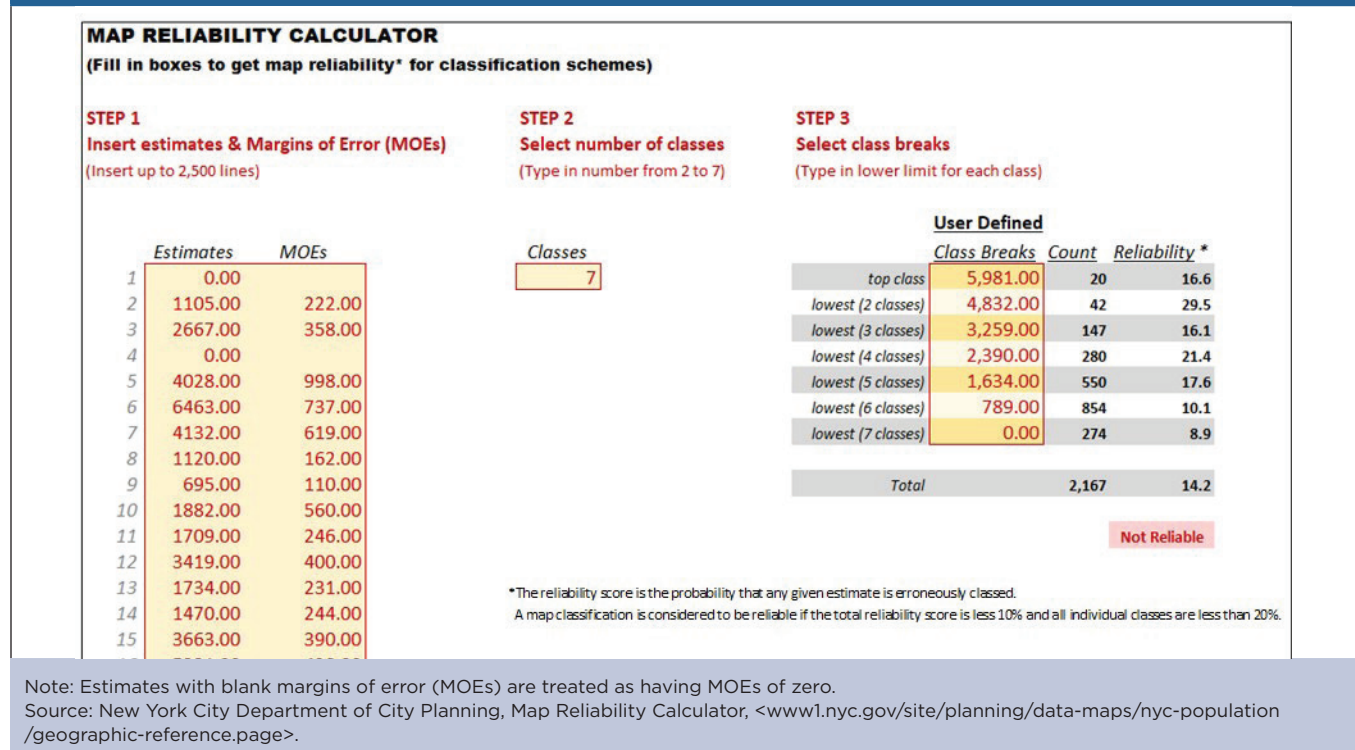 MAP RELIABILITY CALCULATOR
(Fill in boxes to get map reliability* for classification schemes)
STEP 1
Insert estimates & Margins of Error (MOEs)
(Insert up to 2,500 lines)
STEP 2
Select number of classes
(Type in number from 2 to 7)
STEP 3
Select class breaks
(Type in lower limit for each class)
Estimates MOEs
1 0.00
2 1105.00 222.00
3 2667.00 358.00
4 0.00
5 4028.00 998.00
6 6463.00 737.00
7 4132.00 619.00
8 1120.00 162.00
9 695.00 110.00
10 1882.00 560.00
11 1709.00 246.00
12 3419.00 400.00
13 1734.00 231.00
14 1470.00 244.00
15 3663.00 390.00
Classes
7
User Defined
Class Breaks Count Reliability *
top class 5,981.00 20 16.6
lowest (2 classes) 4,832.00 42 29.5
lowest (3 classes) 3,259.00 147 16.1
lowest (4 classes) 2,390.00 280 21.4
lowest (5 classes) 1,634.00 550 17.6
lowest (6 classes) 789.00 854 10.1
lowest (7 classes) 0.00 274 8.9
Total 2,167 14.2
Not Reliable
*The reliability score is the probability that any given estimate is erroneously classed.
A map classification is considered to be reliable if the total reliability score is less 10% and all individual classes are less than 20%.
Note: Estimates with blank margins of error (MOEs) are treated as having MOEs of zero.
Source: New York City Department of City Planning, Map Reliability Calculator, <www1.nyc.gov/site/planning/data-maps/nyc-population
/geographic-reference.page>.